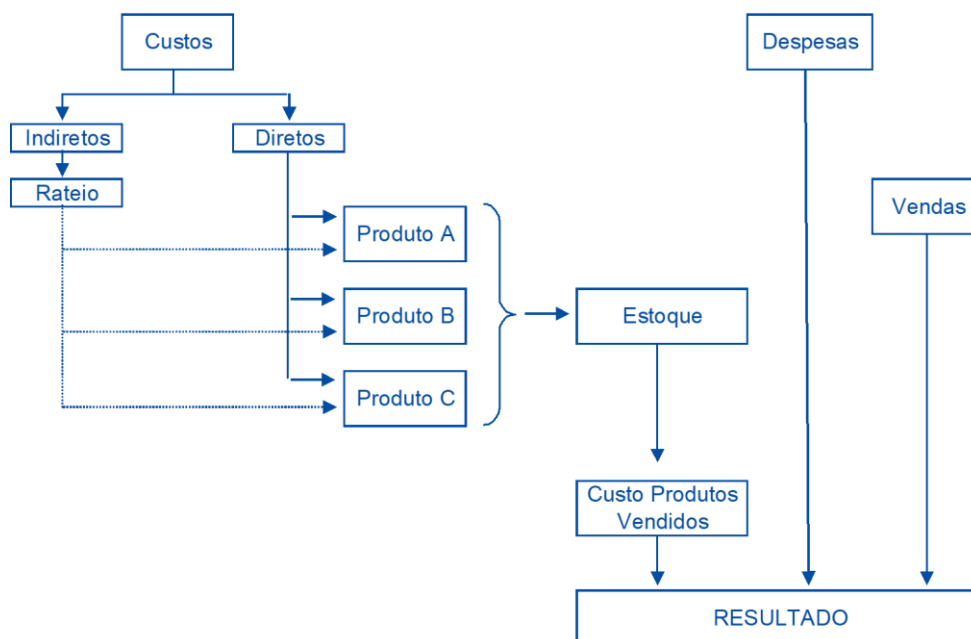 Custos
Despesas
Indiretos
Diretos
Rateio
Vendas
Produto A
Produto B
Estoque
Produto C
Custo Produtos
Vendidos
RESULTADO